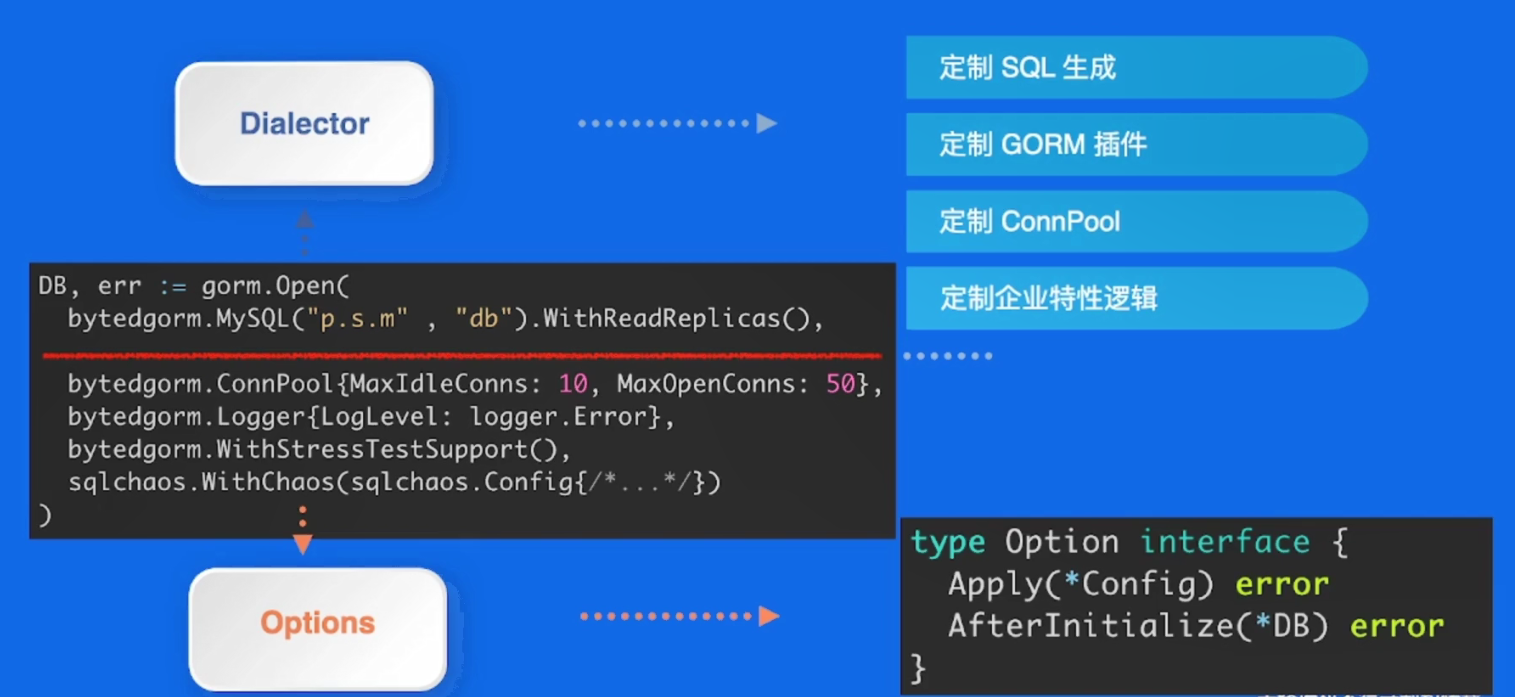 Dialector
定制 SQL 生成
定制 GORM 插件
定制 ConnPool
定制企业特性逻辑
DB, err := gorm.Open(
  bytedgorm.MySQL("p.s.m" , "db").WithReadReplicas(),
  bytedgorm.ConnPool{MaxIdleConns: 10, MaxOpenConns: 50},
  bytedgorm.Logger{LogLevel: logger.Error},
  bytedgorm.WithStressTestSupport(),
  sqlchaos.WithChaos(sqlchaos.Config{/*...*/})
)
Options
type Option interface {
  Apply(*Config) error
  AfterInitialize(*DB) error
}